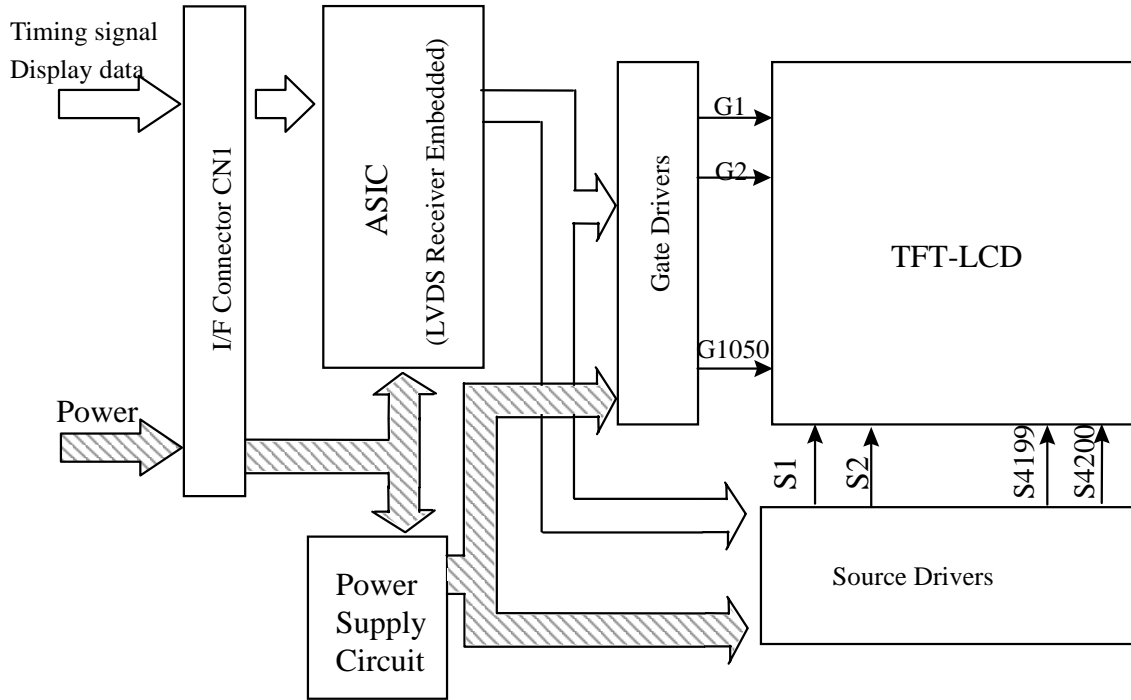 Timing signal
Display data
I/F Connector CN1
ASIC
(LVDS Receiver Embedded)
Gate Drivers
G1
G2
G1050
TFT-LCD
Power
S1
S2
S4199
S4200
Power
Supply
Circuit
Source Drivers